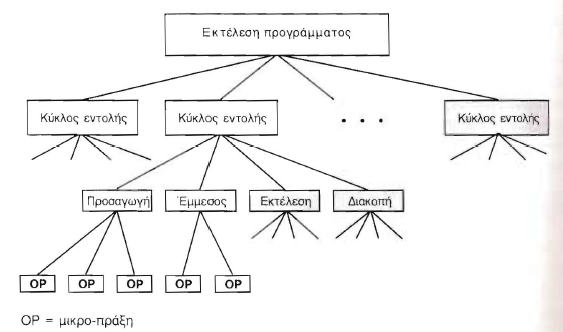 Εκτέλεση προγράμματος
Κύκλος εντολής
Κύκλος εντολής
. . .
Κύκλος εντολής
Προσαγωγή
Έμμεσος
Εκτέλεση
Διακοπή
OP
OP
OP
OP
OP
OP = μικρο-πράξη